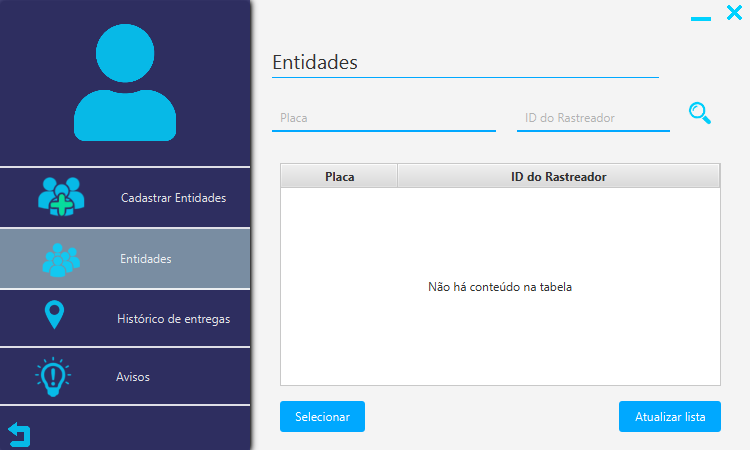 Entidades
Placa
ID do Rastreador
Placa
ID do Rastreador
Cadastrar Entidades
Entidades
Não há conteúdo na tabela
Histórico de entregas
Avisos
Selecionar
Atualizar lista